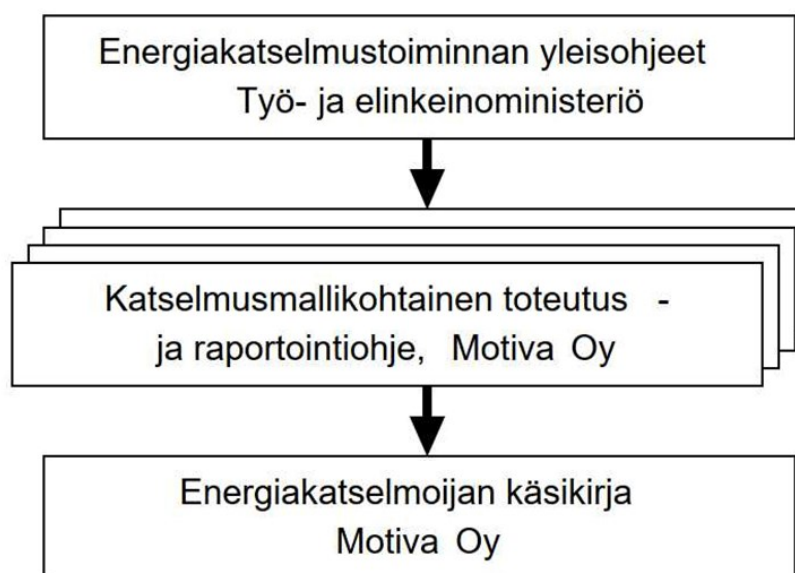 Energiakatselmustoiminnan yleisohjeet
Työ- ja elinkeinoministeriö
Katselmusmallikohtainen toteutus -
ja raportointiohje, Motiva Oy
Energiakatselmoijan käsikirja
Motiva Oy